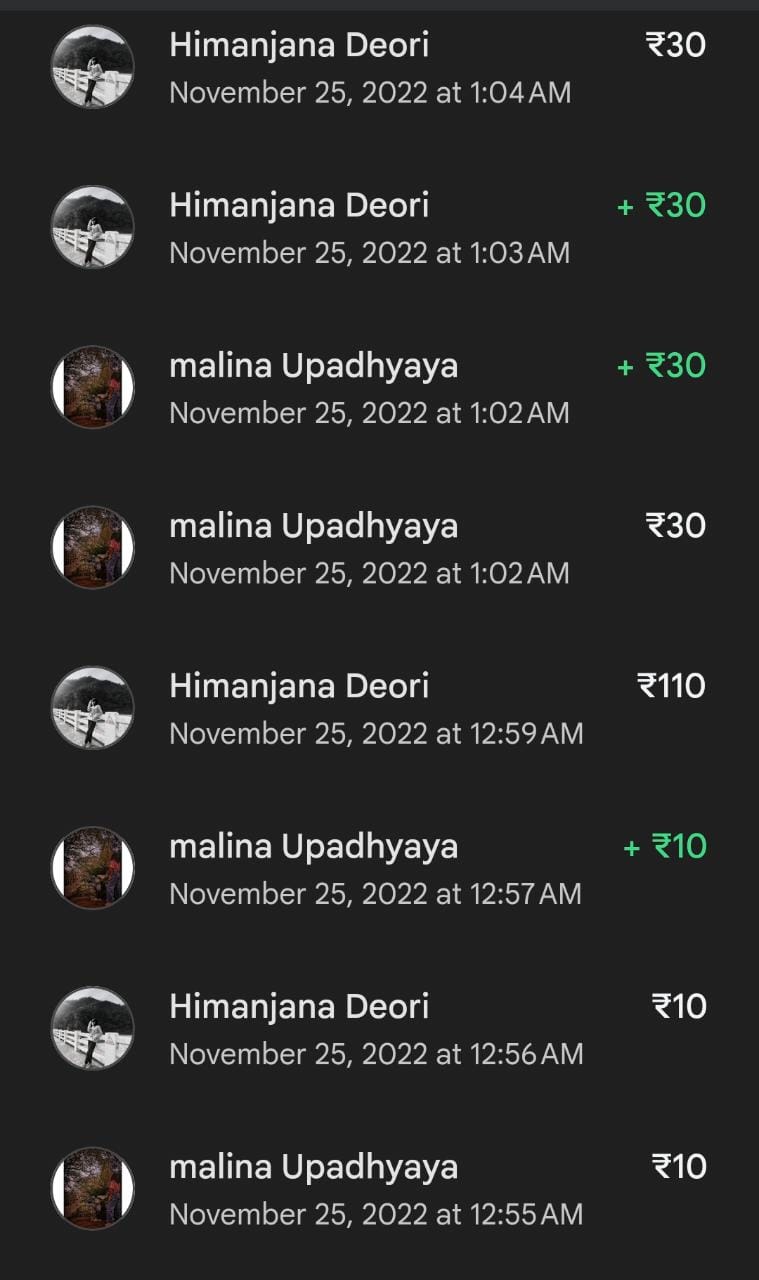 Himanjana Deori ₹30
November 25, 2022 at 1:04 AM
Himanjana Deori + ₹30
November 25, 2022 at 1:03 AM
malina Upadhyaya + ₹30
November 25, 2022 at 1:02 AM
malina Upadhyaya ₹30
November 25, 2022 at 1:02 AM
Himanjana Deori ₹110
November 25, 2022 at 12:59 AM
malina Upadhyaya + ₹10
November 25, 2022 at 12:57 AM
Himanjana Deori ₹10
November 25, 2022 at 12:56 AM
malina Upadhyaya ₹10
November 25, 2022 at 12:55 AM